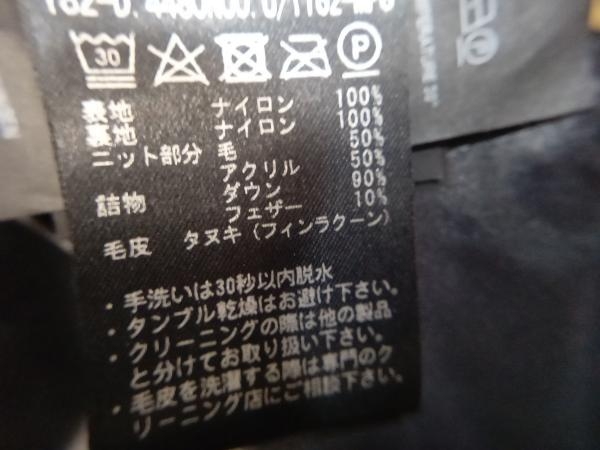 30 P
表地 ナイロン 100%
裏地 ナイロン 100%
ニット部分 毛 50%
アクリル 50%
詰物 ダウン 90%
フェザー 10%
毛皮 タヌキ(フィンラクーン)
・手洗いは30秒以内脱水
・タンブル乾燥はお避け下さい。
・クリーニングの際は他の製品
と分けてお取り扱い下さい。
・毛皮を洗濯する際は専門のク
リーニング店にご相談下さい。